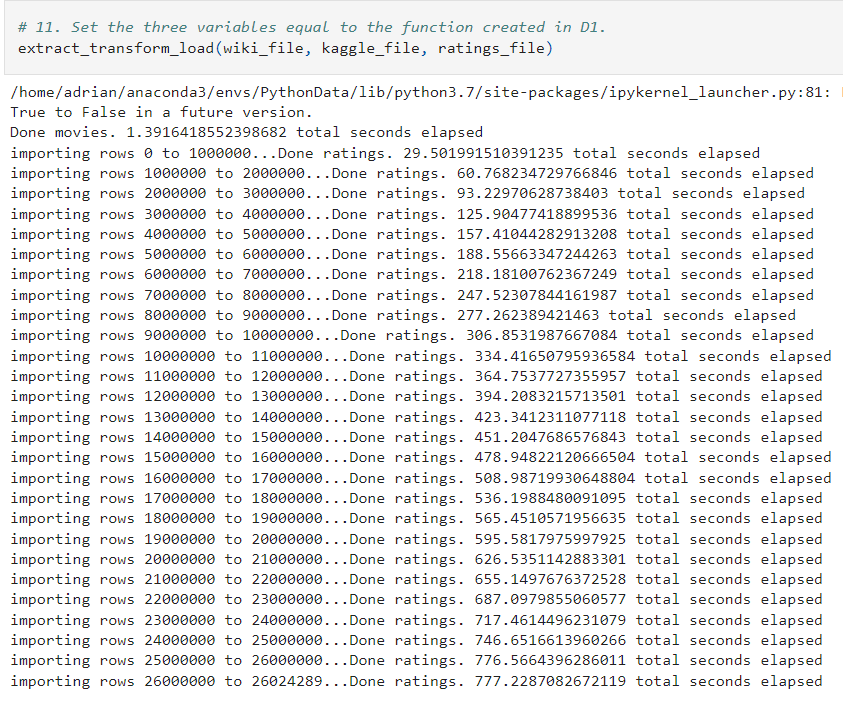 # 11. Set the three variables equal to the function created in D1.
extract_transform_load(wiki_file, kaggle_file, ratings_file)
/home/adrian/anaconda3/envs/PythonData/lib/python3.7/site-packages/ipykernel_launcher.py:81:
True to False in a future version.
Done movies. 1.3916418552398682 total seconds elapsed
importing rows 0 to 1000000...Done ratings. 29.501991510391235 total seconds elapsed
importing rows 1000000 to 2000000...Done ratings. 60.768234729766846 total seconds elapsed
importing rows 2000000 to 3000000...Done ratings. 93.22970628738403 total seconds elapsed
importing rows 3000000 to 4000000...Done ratings. 125.90477418899536 total seconds elapsed
importing rows 4000000 to 5000000...Done ratings. 157.41044282913208 total seconds elapsed
importing rows 5000000 to 6000000...Done ratings. 188.55663347244263 total seconds elapsed
importing rows 6000000 to 7000000...Done ratings. 218.18100762367249 total seconds elapsed
importing rows 7000000 to 8000000...Done ratings. 247.52307844161987 total seconds elapsed
importing rows 8000000 to 9000000...Done ratings. 277.262389421463 total seconds elapsed
importing rows 9000000 to 10000000...Done ratings. 306.8531987667084 total seconds elapsed
importing rows 10000000 to 11000000...Done ratings. 334.41650795936584 total seconds elapsed
importing rows 11000000 to 12000000...Done ratings. 364.7537727355957 total seconds elapsed
importing rows 12000000 to 13000000...Done ratings. 394.2083215713501 total seconds elapsed
importing rows 13000000 to 14000000...Done ratings. 423.3412311077118 total seconds elapsed
importing rows 14000000 to 15000000...Done ratings. 451.2047686576843 total seconds elapsed
importing rows 15000000 to 16000000...Done ratings. 478.94822120666504 total seconds elapsed
importing rows 16000000 to 17000000...Done ratings. 508.98719930648804 total seconds elapsed
importing rows 17000000 to 18000000...Done ratings. 536.1988480091095 total seconds elapsed
importing rows 18000000 to 19000000...Done ratings. 565.4510571956635 total seconds elapsed
importing rows 19000000 to 20000000...Done ratings. 595.5817975997925 total seconds elapsed
importing rows 20000000 to 21000000...Done ratings. 626.5351142883301 total seconds elapsed
importing rows 21000000 to 22000000...Done ratings. 655.1497676372528 total seconds elapsed
importing rows 22000000 to 23000000...Done ratings. 687.0979855060577 total seconds elapsed
importing rows 23000000 to 24000000...Done ratings. 717.4614496231079 total seconds elapsed
importing rows 24000000 to 25000000...Done ratings. 746.6516613960266 total seconds elapsed
importing rows 25000000 to 26000000...Done ratings. 776.5664396286011 total seconds elapsed
importing rows 26000000 to 26024289...Done ratings. 777.2287082672119 total seconds elapsed